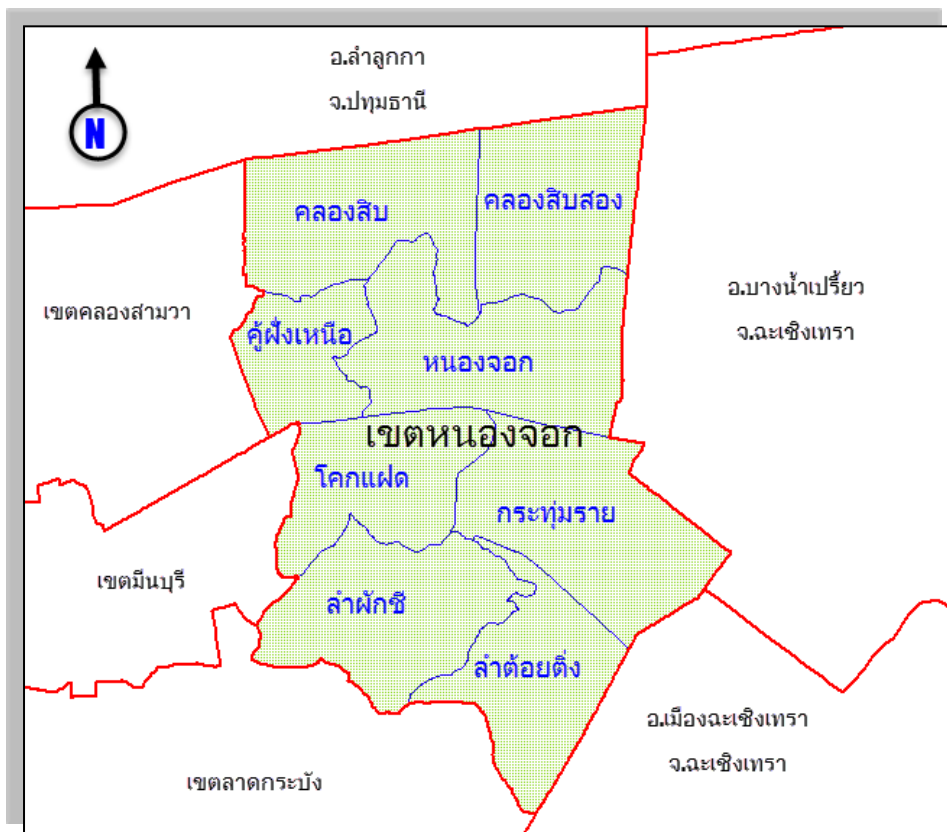 อ.ลำลูกกา
จ.ปทุมธานี
N
คลองสิบ
คลองสิบสอง
เขตคลองสามวา
อ.บางน้ำเปรี้ยว
จ.ฉะเชิงเทรา
คู้ฝั่งเหนือ
หนองจอก
เขตหนองจอก
โคกแฝด
กระทุ่มราย
เขตมีนบุรี
ลำผักชี
ลำต้อยติ่ง
อ.เมืองฉะเชิงเทรา
จ.ฉะเชิงเทรา
เขตลาดกระบัง